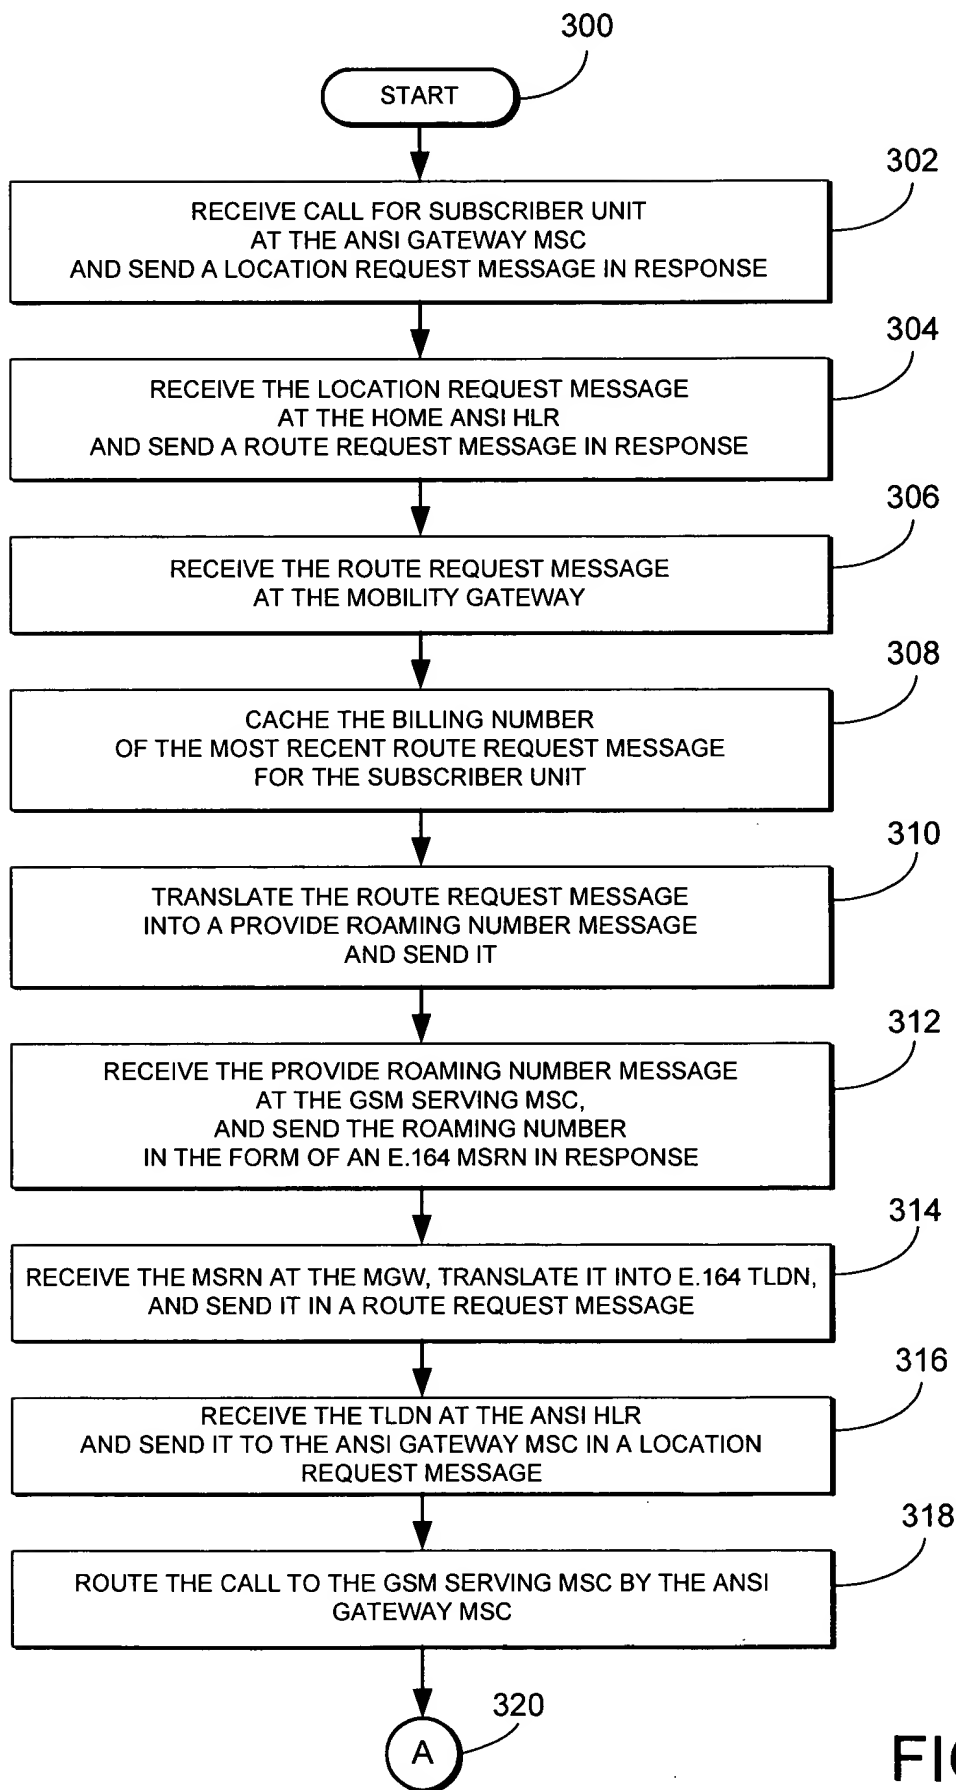 300
START
302
RECEIVE CALL FOR SUBSCRIBER UNIT
AT THE ANSI GATEWAY MSC
AND SEND A LOCATION REQUEST MESSAGE IN RESPONSE
304
RECEIVE THE LOCATION REQUEST MESSAGE
AT THE HOME ANSI HLR
AND SEND A ROUTE REQUEST MESSAGE IN RESPONSE
306
RECEIVE THE ROUTE REQUEST MESSAGE
AT THE MOBILITY GATEWAY
308
CACHE THE BILLING NUMBER
OF THE MOST RECENT ROUTE REQUEST MESSAGE
FOR THE SUBSCRIBER UNIT
310
TRANSLATE THE ROUTE REQUEST MESSAGE
INTO A PROVIDE ROAMING NUMBER MESSAGE
AND SEND IT
312
RECEIVE THE PROVIDE ROAMING NUMBER MESSAGE
AT THE GSM SERVING MSC,
AND SEND THE ROAMING NUMBER
IN THE FORM OF AN E.164 MSRN IN RESPONSE
314
RECEIVE THE MSRN AT THE MGW, TRANSLATE IT INTO E.164 TLDN,
AND SEND IT IN A ROUTE REQUEST MESSAGE
316
RECEIVE THE TLDN AT THE ANSI HLR
AND SEND IT TO THE ANSI GATEWAY MSC IN A LOCATION
REQUEST MESSAGE
318
ROUTE THE CALL TO THE GSM SERVING MSC BY THE ANSI
GATEWAY MSC
320
A